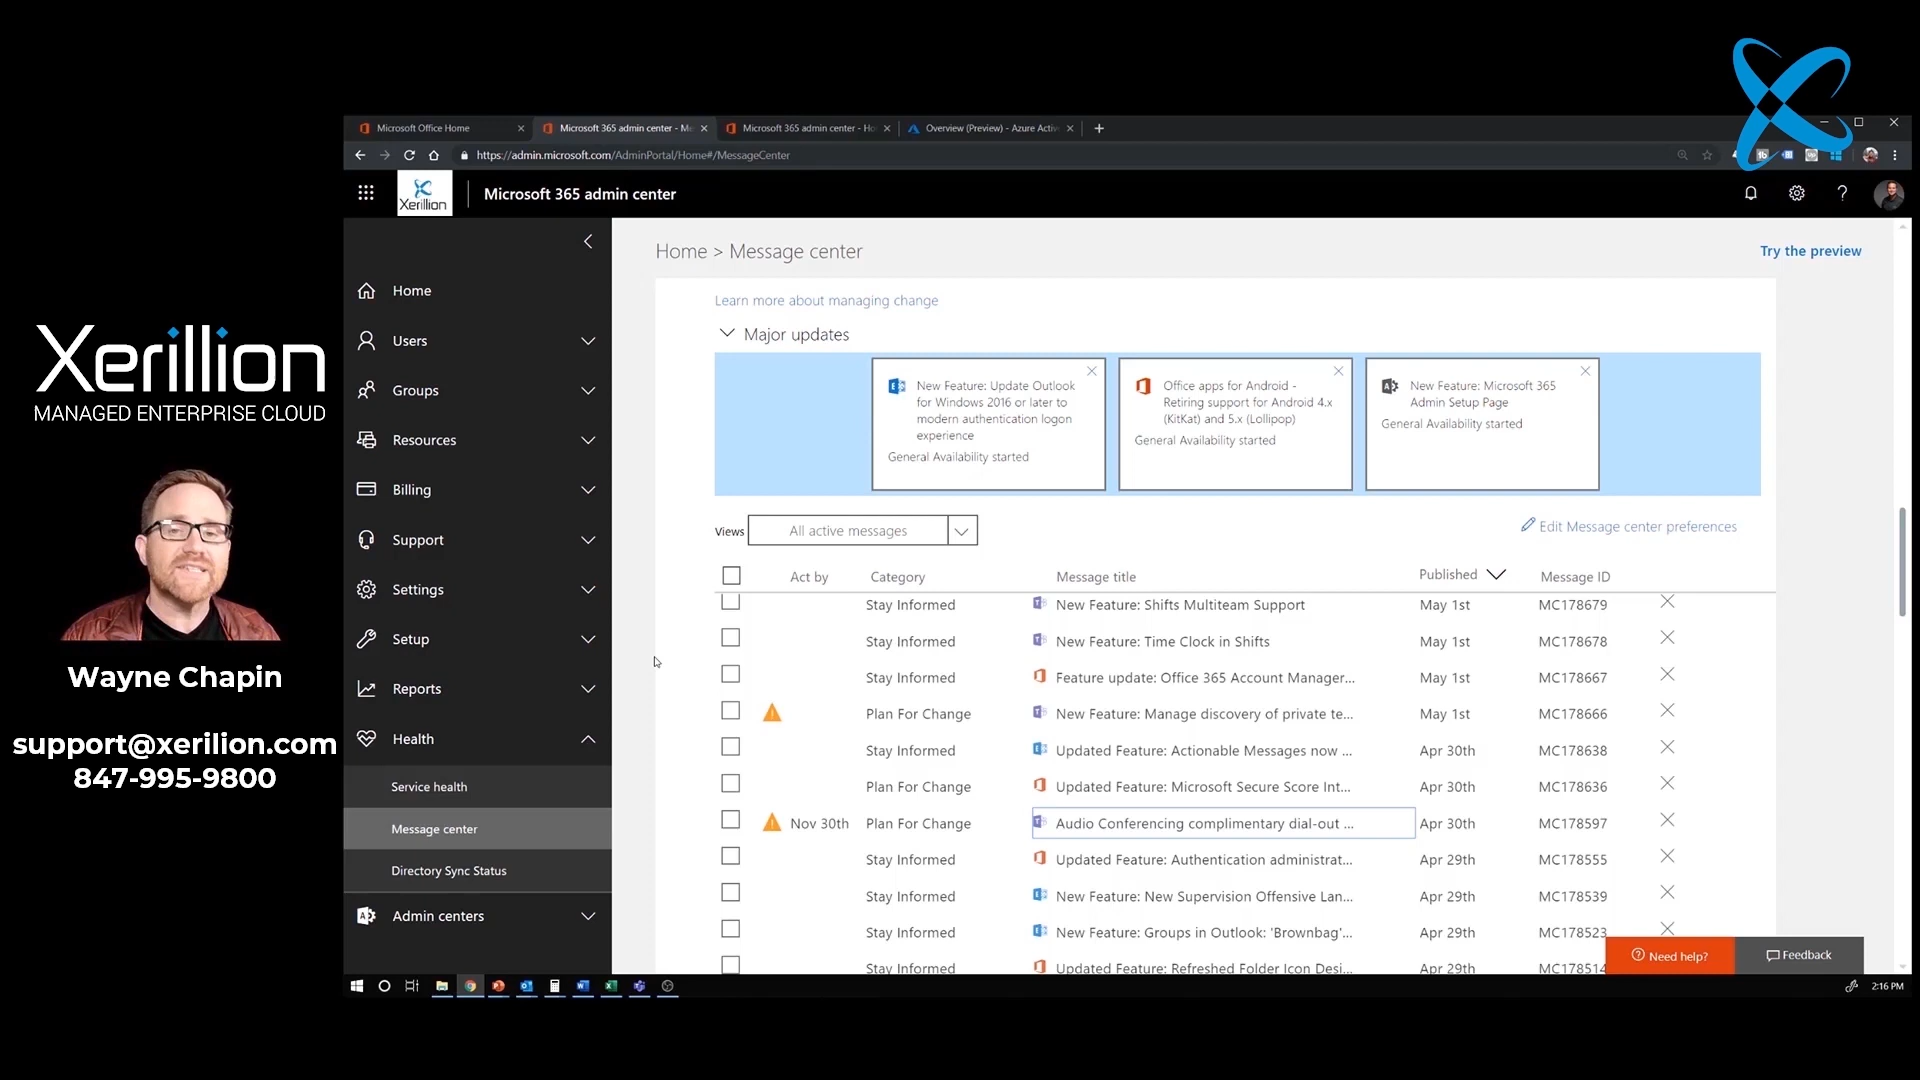 Microsoft Office Home
Microsoft 365 admin center - Me
Microsoft 365 admin center - Ho
Overview (Preview) - Azure Activ
https://admin.microsoft.com/AdminPortal/Home#/MessageCenter
Xerillion
Microsoft 365 admin center
Home > Message center
Try the preview
Home
Users
Groups
Resources
Billing
Support
Settings
Setup
Reports
Health
Service health
Message center
Directory Sync Status
Admin centers
Learn more about managing change
Major updates
New Feature: Update Outlook
for Windows 2016 or later to
modern authentication logon
experience
General Availability started
Office apps for Android -
Retiring support for Android 4.x
(KitKat) and 5.x (Lollipop)
General Availability started
New Feature: Microsoft 365
Admin Setup Page
General Availability started
Views All active messages
Edit Message center preferences
Act by Category Message title Published Message ID
Stay Informed New Feature: Shifts Multiteam Support May 1st MC178679
Stay Informed New Feature: Time Clock in Shifts May 1st MC178678
Stay Informed Feature update: Office 365 Account Manager... May 1st MC178667
Plan For Change New Feature: Manage discovery of private te... May 1st MC178666
Stay Informed Updated Feature: Actionable Messages now ... Apr 30th MC178638
Plan For Change Updated Feature: Microsoft Secure Score Int... Apr 30th MC178636
Nov 30th Plan For Change Audio Conferencing complimentary dial-out ... Apr 30th MC178597
Stay Informed Updated Feature: Authentication administrat... Apr 29th MC178555
Stay Informed New Feature: New Supervision Offensive Lan... Apr 29th MC178539
Stay Informed New Feature: Groups in Outlook: 'Brownbag'... Apr 29th MC178523
Stay Informed Updated Feature: Refreshed Folder Icon Desi... Apr 29th MC178514
Need help?
Feedback
2:16 PM
Xerillion
MANAGED ENTERPRISE CLOUD
Wayne Chapin
support@xerilion.com
847-995-9800